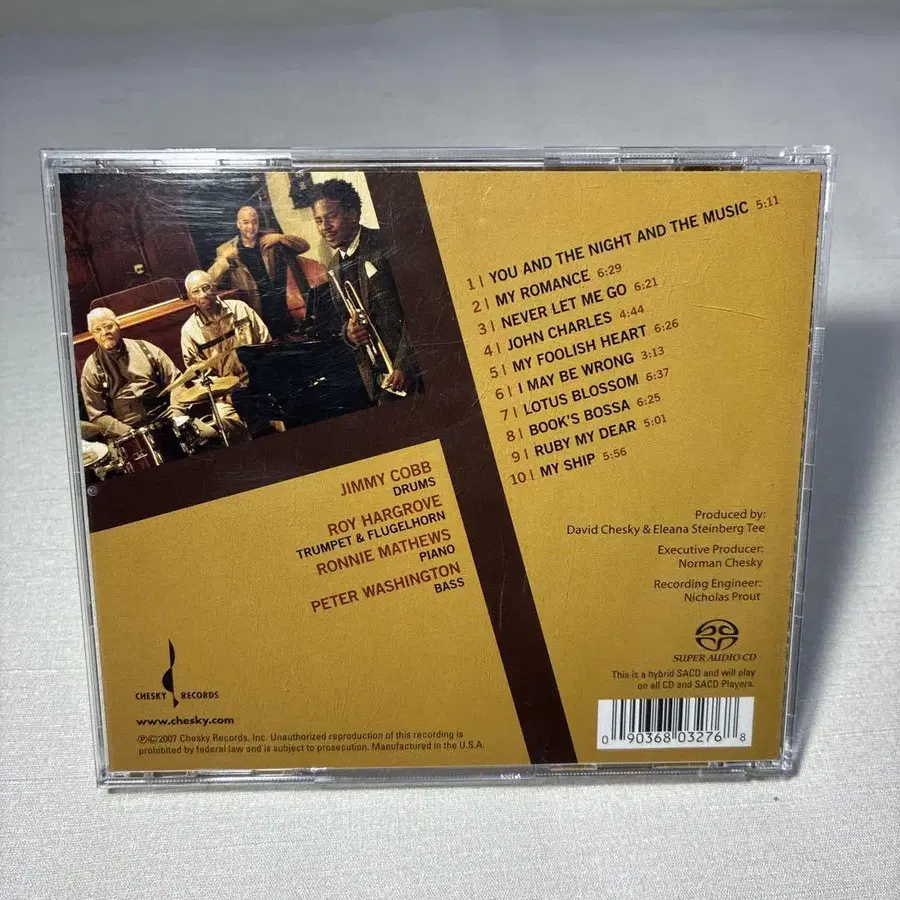 1 | YOU AND THE NIGHT AND THE MUSIC 5:11
2 | MY ROMANCE 6:29
3 | NEVER LET ME GO 6:21
4 | JOHN CHARLES 4:44
5 | MY FOOLISH HEART 6:26
6 | I MAY BE WRONG 3:13
7 | LOTUS BLOSSOM 6:37
8 | BOOK'S BOSSA 6:25
9 | RUBY MY DEAR 5:01
10 | MY SHIP 5:56
JIMMY COBB
DRUMS
ROY HARGROVE
TRUMPET & FLUGELHORN
RONNIE MATHEWS
PIANO
PETER WASHINGTON
BASS
Produced by:
David Chesky & Eleana Steinberg Tee
Executive Producer:
Norman Chesky
Recording Engineer:
Nicholas Prout
SUPER AUDIO CD
This is a hybrid SACD and will play
on all CD and SACD Players.
CHESKY RECORDS
www.chesky.com
℗©2007 Chesky Records, Inc. Unauthorized reproduction of this recording is
prohibited by federal law and is subject to prosecution. Manufactured in the U.S.A.
0 90368 03276 8